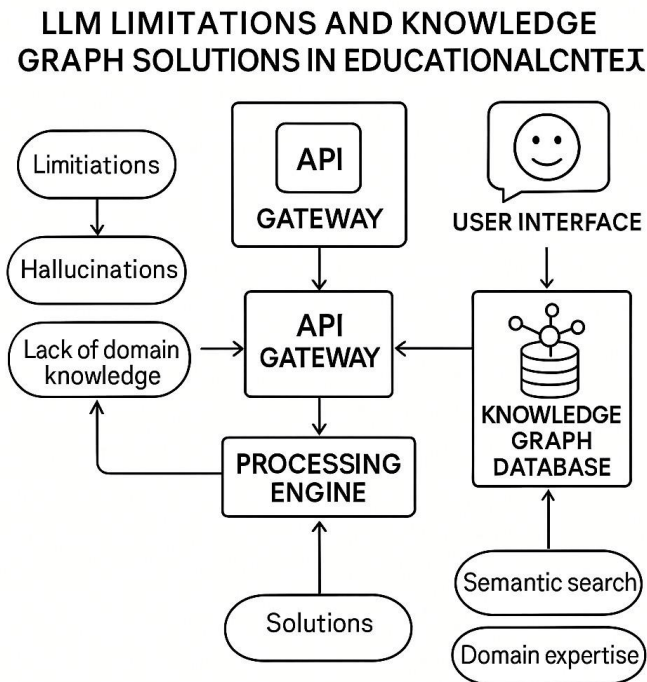 LLM LIMITATIONS AND KNOWLEDGE
GRAPH SOLUTIONS IN EDUCATIONALCNTEX
Limitiations
Hallucinations
Lack of domain
knowledge
API
GATEWAY
API
GATEWAY
PROCESSING
ENGINE
Solutions
USER INTERFACE
KNOWLEDGE
GRAPH
DATABASE
Semantic search
Domain expertise